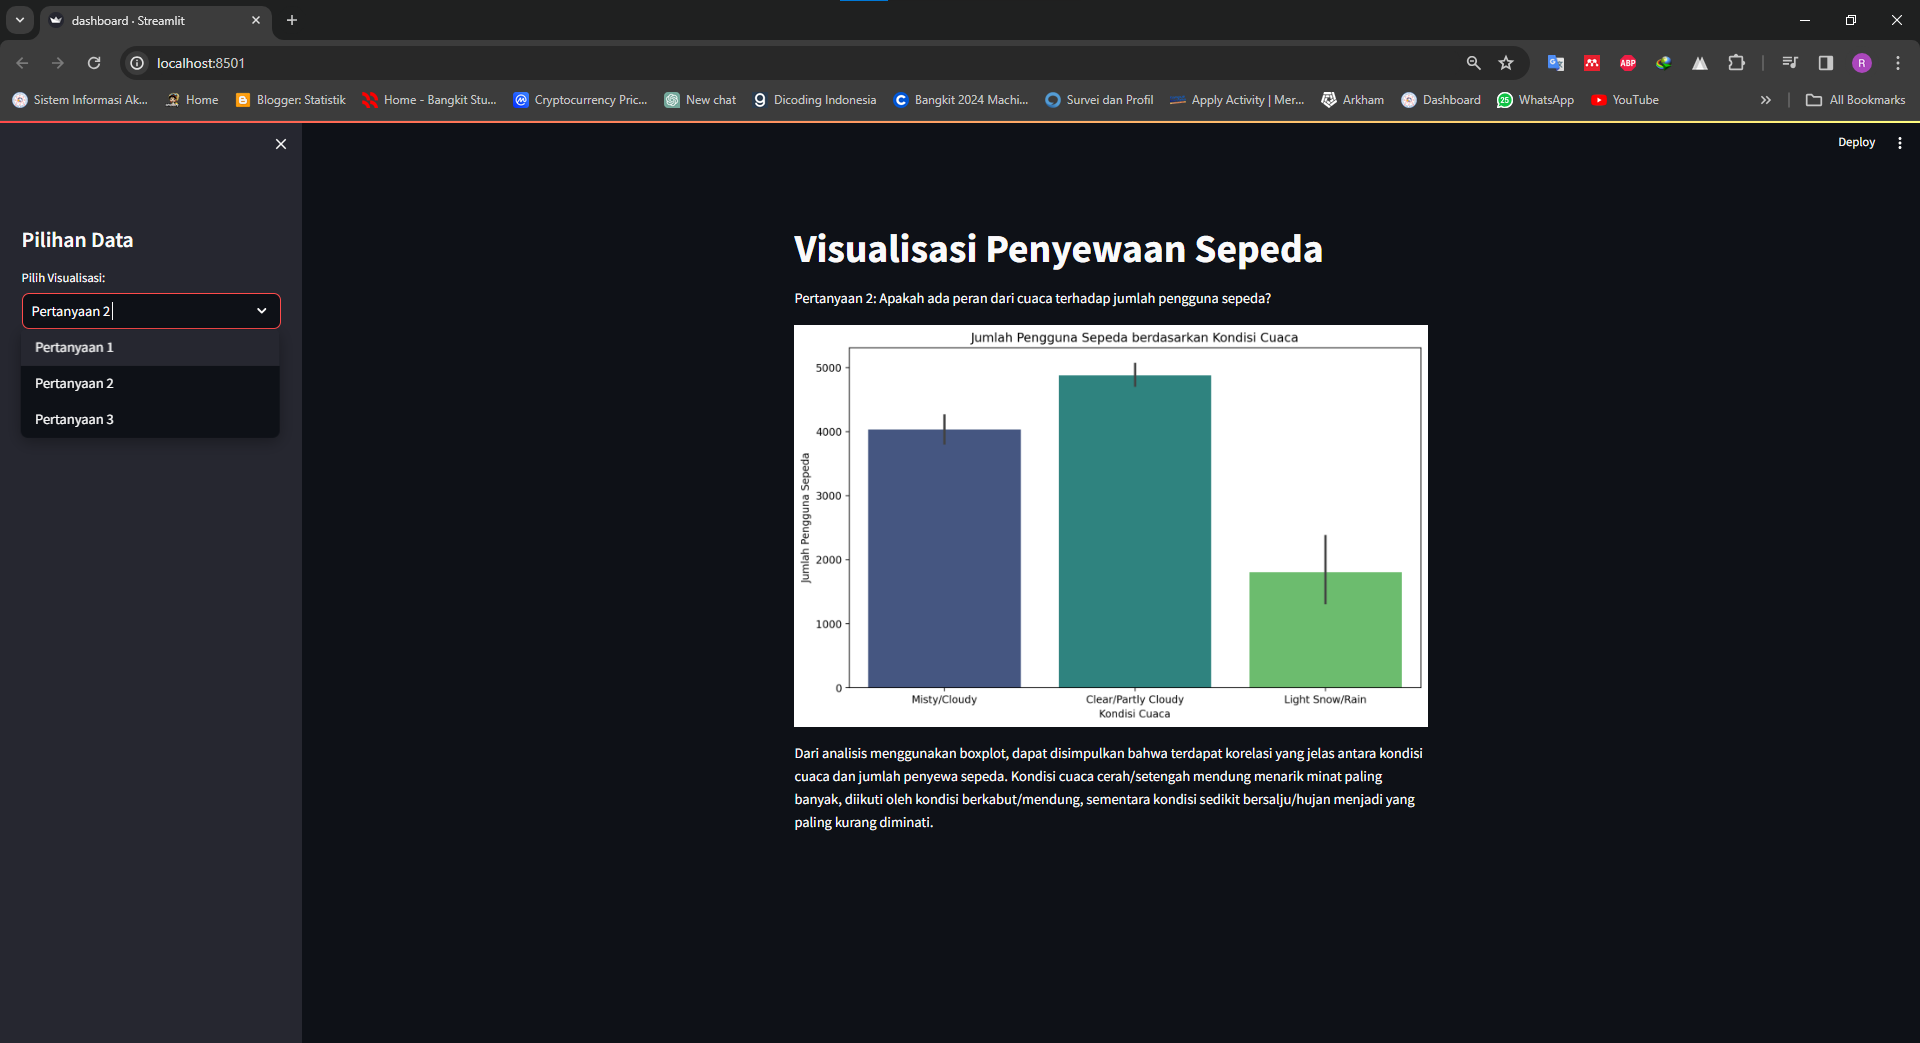 dashboard · Streamlit
localhost:8501
Sistem Informasi Ak... Home Blogger: Statistik Home - Bangkit Stu... Cryptocurrency Pric... New chat Dicoding Indonesia Bangkit 2024 Machi... Survei dan Profil Apply Activity | Mer... Arkham Dashboard WhatsApp YouTube All Bookmarks
Deploy
Pilihan Data
Pilih Visualisasi:
Pertanyaan 2
Pertanyaan 1
Pertanyaan 2
Pertanyaan 3
Visualisasi Penyewaan Sepeda
Pertanyaan 2: Apakah ada peran dari cuaca terhadap jumlah pengguna sepeda?
Jumlah Pengguna Sepeda berdasarkan Kondisi Cuaca
Jumlah Pengguna Sepeda
5000
4000
3000
2000
1000
0
Misty/Cloudy Clear/Partly Cloudy Light Snow/Rain
Kondisi Cuaca
Dari analisis menggunakan boxplot, dapat disimpulkan bahwa terdapat korelasi yang jelas antara kondisi
cuaca dan jumlah penyewa sepeda. Kondisi cuaca cerah/setengah mendung menarik minat paling
banyak, diikuti oleh kondisi berkabut/mendung, sementara kondisi sedikit bersalju/hujan menjadi yang
paling kurang diminati.
ABP
R